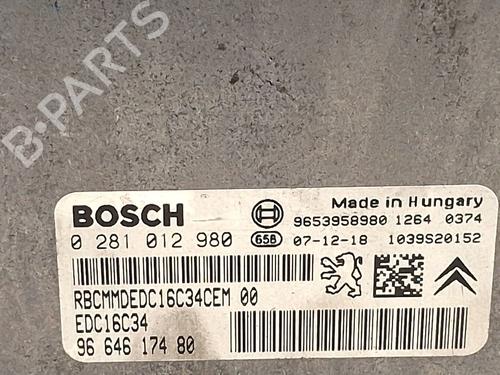 B-PARTS
BOSCH
Made in Hungary
9653958980 1264 0374
0 281 012 980
658 07-12-18 1039S20152
RBCMMDEDC16C34CEM 00
EDC16C34
96 646 174 80